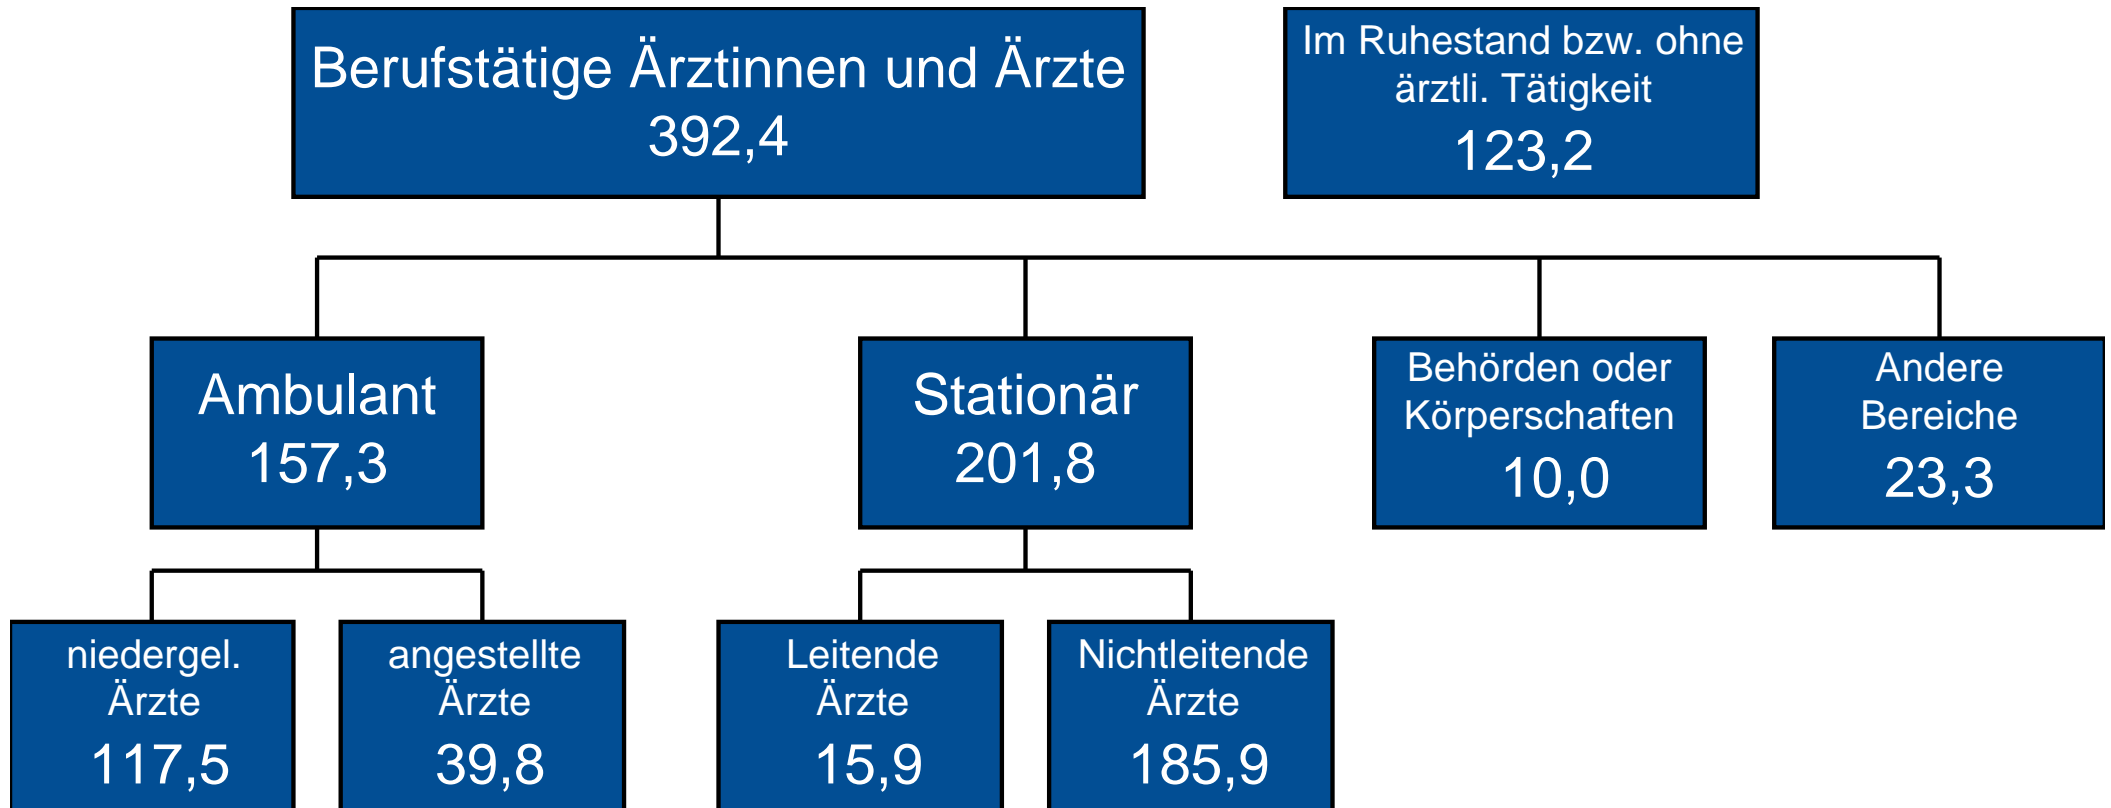 Berufstätige Ärztinnen und Ärzte
392,4
Im Ruhestand bzw. ohne
ärztli. Tätigkeit
123,2
Ambulant
157,3
Stationär
201,8
Behörden oder
Körperschaften
10,0
Andere
Bereiche
23,3
niedergel.
Ärzte
117,5
angestellte
Ärzte
39,8
Leitende
Ärzte
15,9
Nichtleitende
Ärzte
185,9